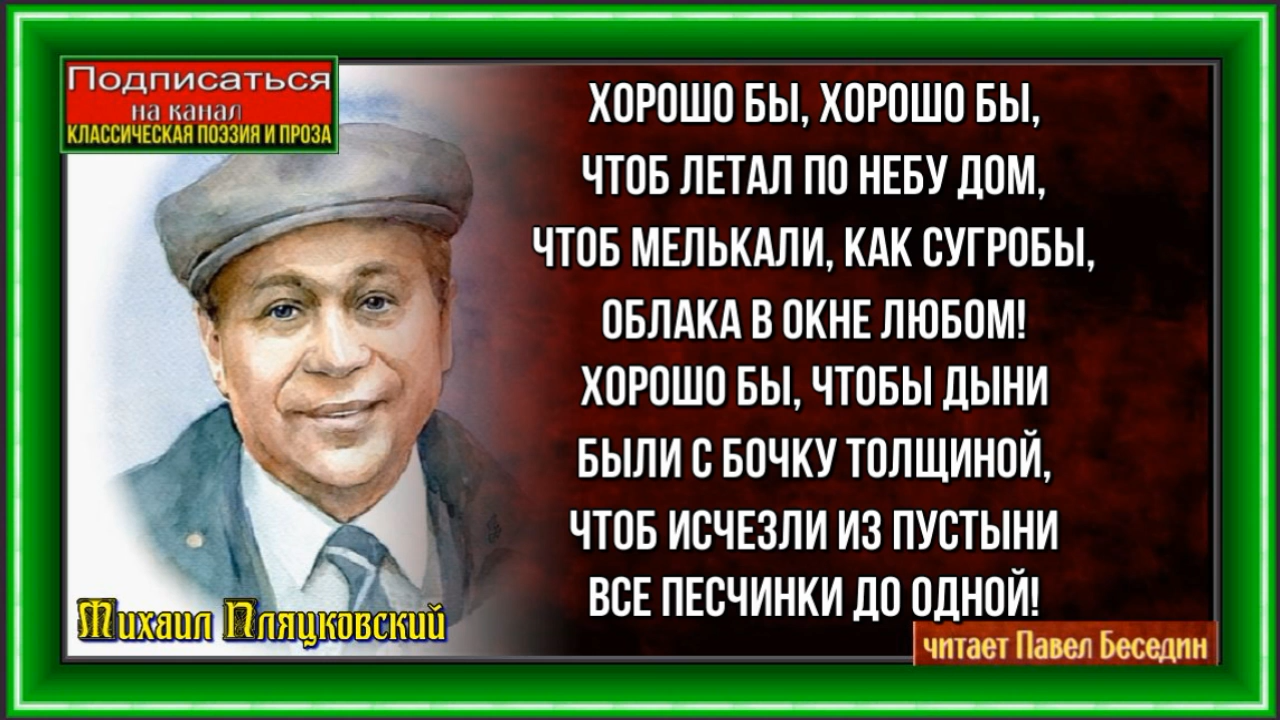 Подписаться
на канал
КЛАССИЧЕСКАЯ ПОЭЗИЯ И ПРОЗА
ХОРОШО БЫ, ХОРОШО БЫ,
ЧТОБ ЛЕТАЛ ПО НЕБУ ДОМ,
ЧТОБ МЕЛЬКАЛИ, КАК СУГРОБЫ,
ОБЛАКА В ОКНЕ ЛЮБОМ!
ХОРОШО БЫ, ЧТОБЫ ДЫНИ
БЫЛИ С БОЧКУ ТОЛЩИНОЙ,
ЧТОБ ИСЧЕЗЛИ ИЗ ПУСТЫНИ
ВСЕ ПЕСЧИНКИ ДО ОДНОЙ!
Михаил Пляцковский
читает Павел Беседин